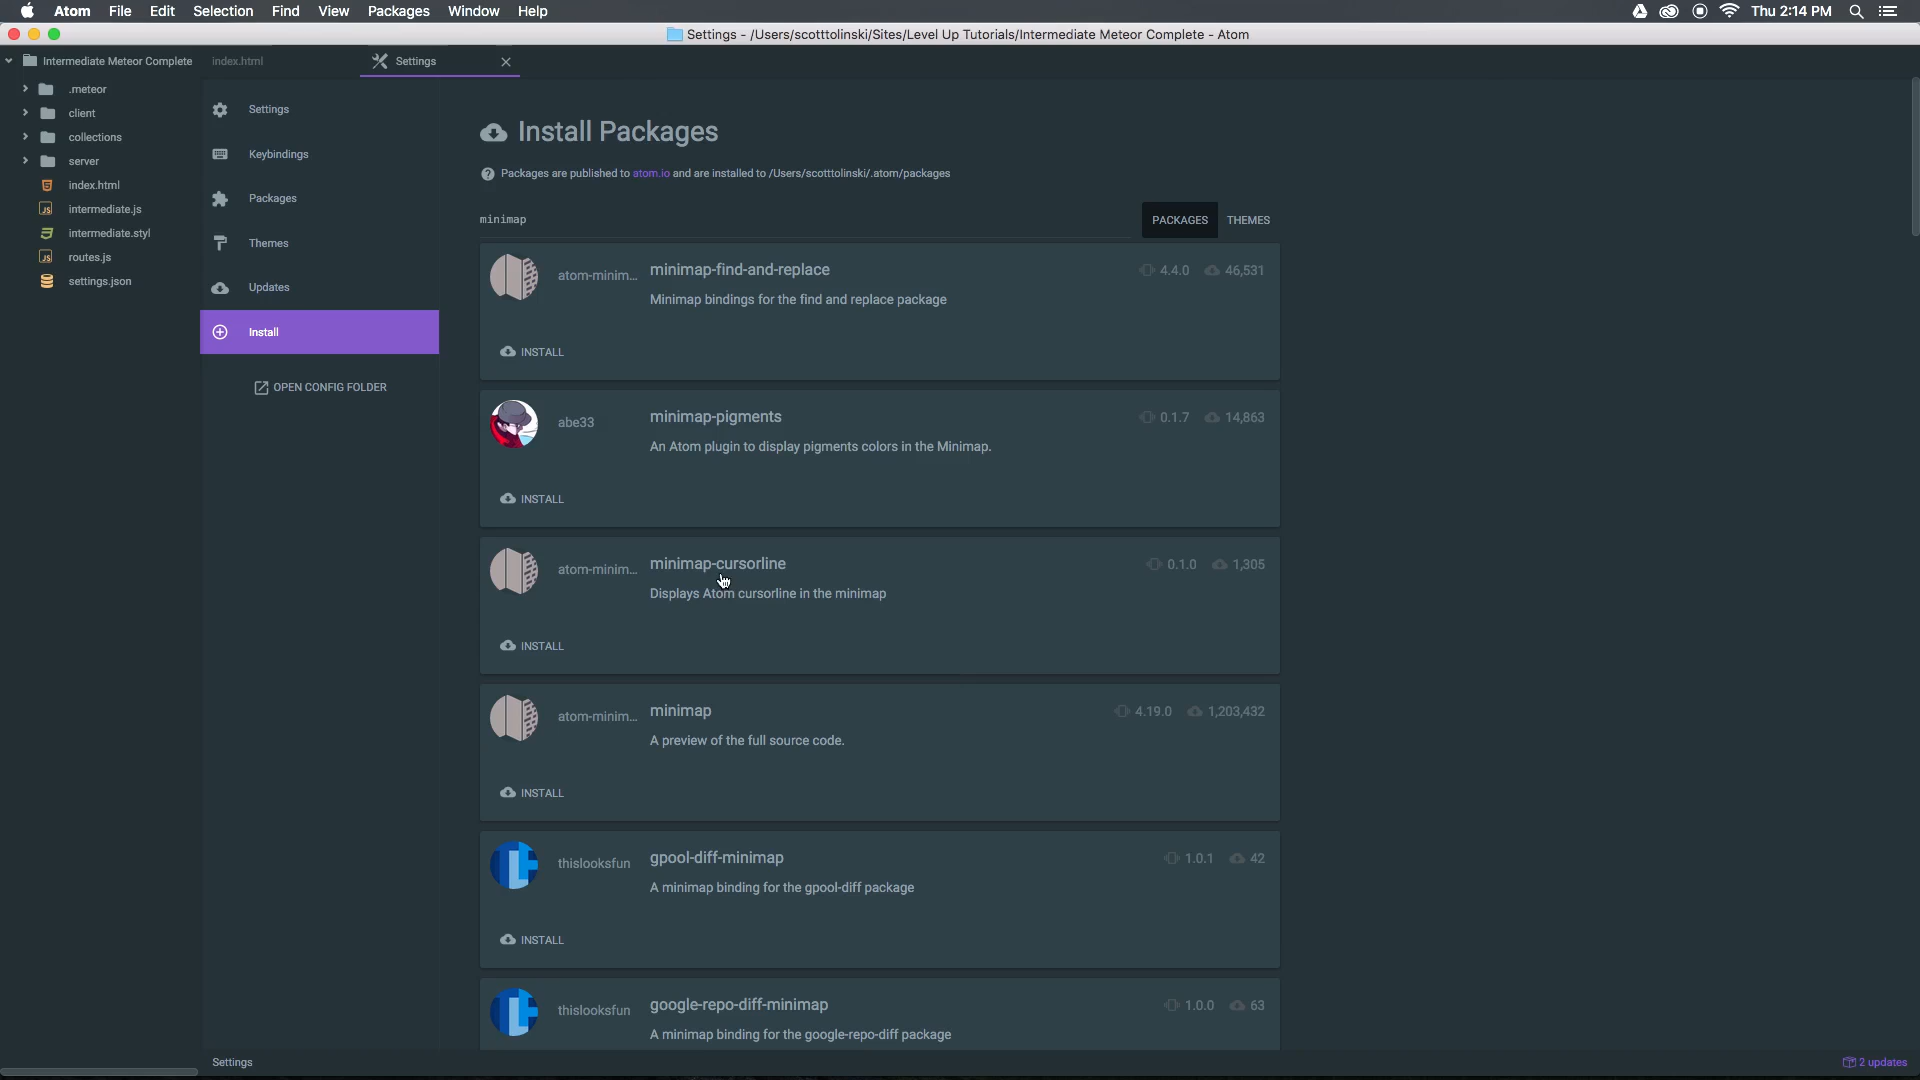 Atom File Edit Selection Find View Packages Window Help Thu 2:14 PM
Settings - /Users/scotttolinski/Sites/Level Up Tutorials/Intermediate Meteor Complete - Atom
Intermediate Meteor Complete
index.html
Settings
.meteor
client
collections
server
index.html
intermediate.js
intermediate.styl
routes.js
settings.json
Settings
Keybindings
Packages
Themes
Updates
Install
OPEN CONFIG FOLDER
Install Packages
Packages are published to atom.io and are installed to /Users/scotttolinski/.atom/packages
minimap
PACKAGES THEMES
atom-minim... minimap-find-and-replace 4.4.0 46,531
Minimap bindings for the find and replace package
INSTALL
abe33 minimap-pigments 0.1.7 14,863
An Atom plugin to display pigments colors in the Minimap.
INSTALL
atom-minim... minimap-cursorline 0.1.0 1,305
Displays Atom cursorline in the minimap
INSTALL
atom-minim... minimap 4.19.0 1,203,432
A preview of the full source code.
INSTALL
thislooksfun gpool-diff-minimap 1.0.1 42
A minimap binding for the gpool-diff package
INSTALL
thislooksfun google-repo-diff-minimap 1.0.0 63
A minimap binding for the google-repo-diff package
Settings
2 updates